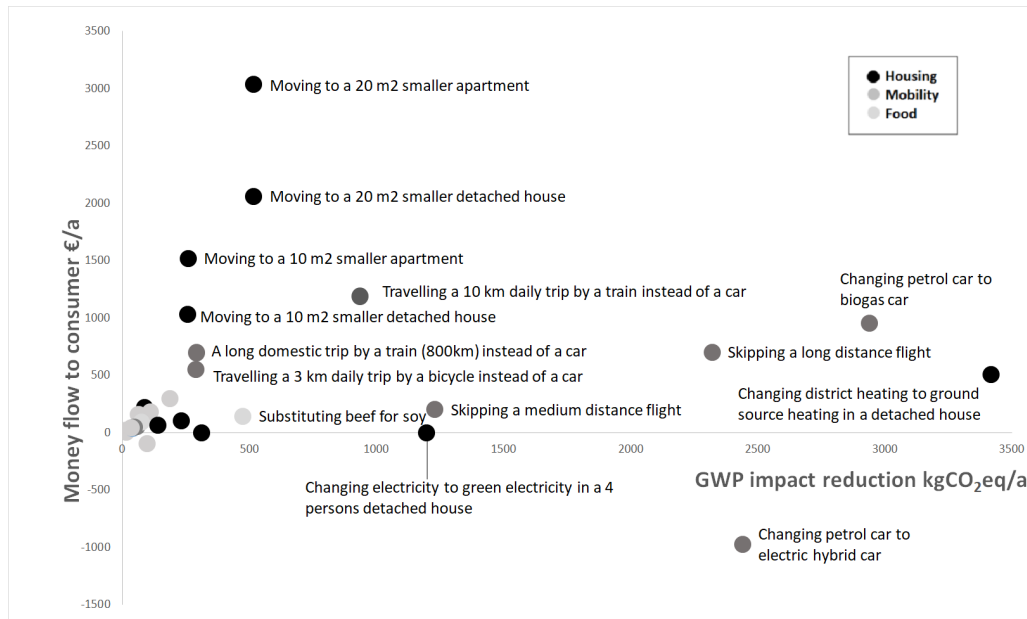 3500
3000
2500
2000
1500
1000
500
0
-500
-1000
-1500
Money flow to consumer €/a
Housing
Mobility
Food
Moving to a 20 m2 smaller apartment
Moving to a 20 m2 smaller detached house
Moving to a 10 m2 smaller apartment
Changing petrol car to
biogas car
Travelling a 10 km daily trip by a train instead of a car
Moving to a 10 m2 smaller detached house
A long domestic trip by a train (800km) instead of a car
Skipping a long distance flight
Travelling a 3 km daily trip by a bicycle instead of a car
Changing district heating to ground
source heating in a detached house
Substituting beef for soy
Skipping a medium distance flight
0 500 1000 1500 2000 2500 3000 3500
GWP impact reduction kgCO₂eq/a
Changing electricity to green electricity in a 4
persons detached house
Changing petrol car to
electric hybrid car